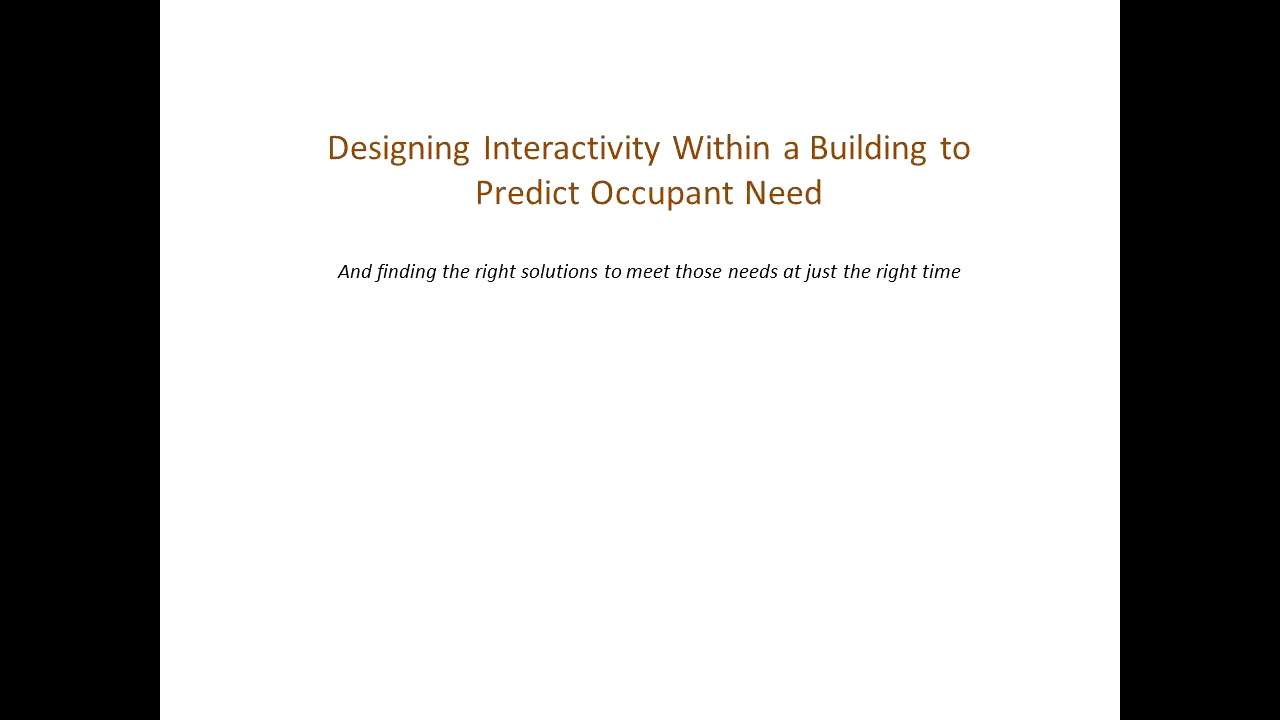 Designing Interactivity Within a Building to
Predict Occupant Need
And finding the right solutions to meet those needs at just the right time